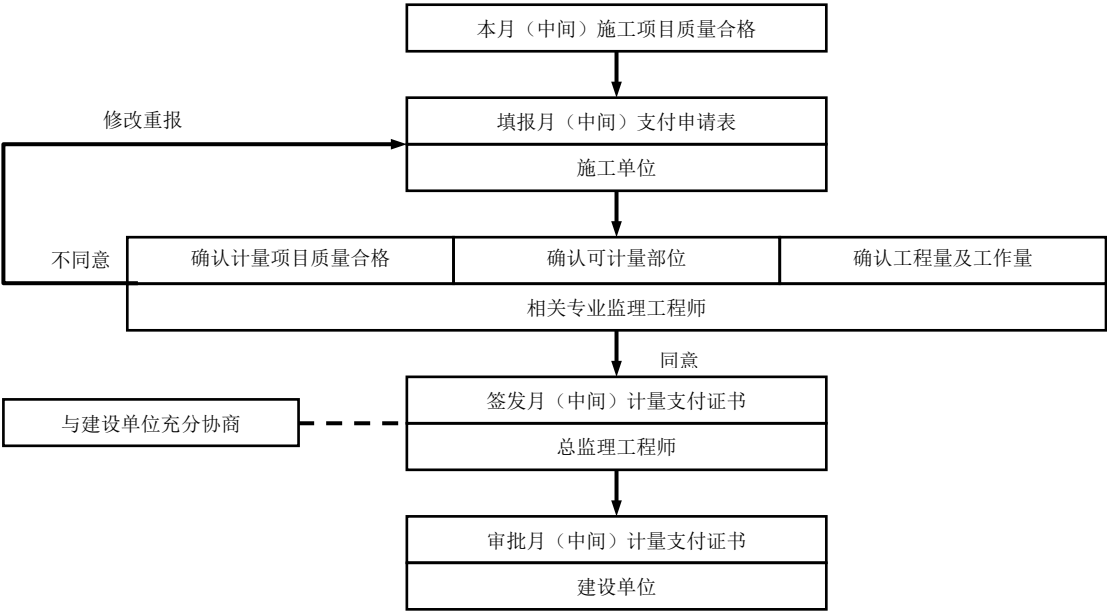 本月（中间）施工项目质量合格
修改重报
填报月（中间）支付申请表
施工单位
不同意
确认计量项目质量合格
确认可计量部位
确认工程量及工作量
相关专业监理工程师
同意
签发月（中间）计量支付证书
与建设单位充分协商
总监理工程师
审批月（中间）计量支付证书
建设单位